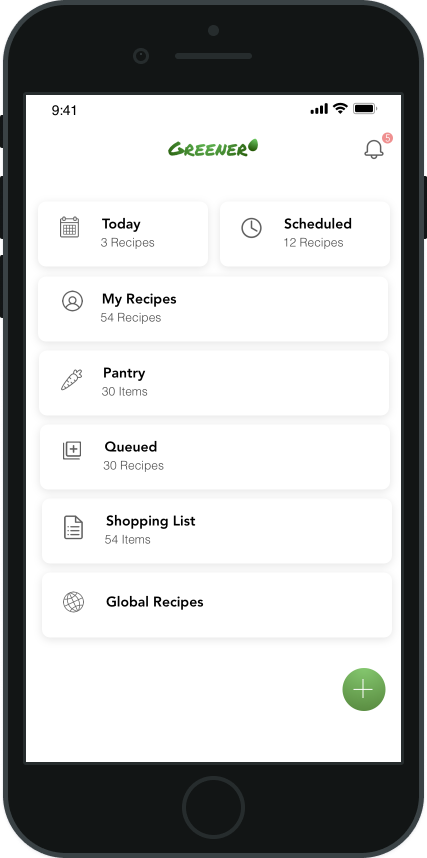 9:41
Greener
5
Today
3 Recipes
Scheduled
12 Recipes
My Recipes
54 Recipes
Pantry
30 Items
Queued
30 Recipes
Shopping List
54 Items
Global Recipes